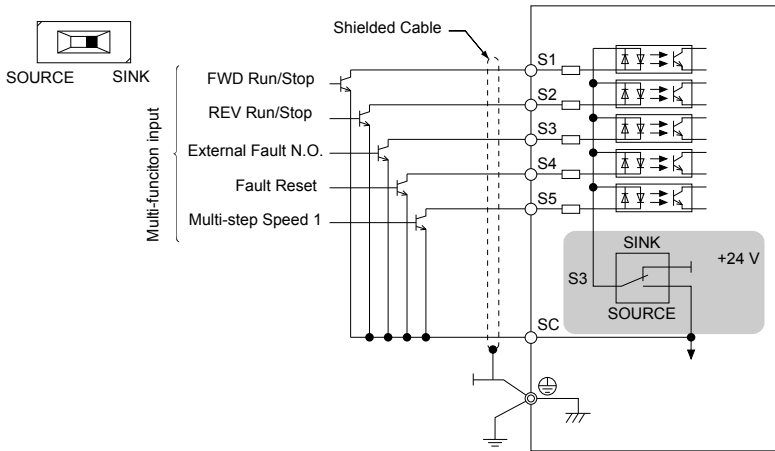 Shielded Cable
SOURCE SINK
Multi-funciton input
FWD Run/Stop
REV Run/Stop
External Fault N.O.
Fault Reset
Multi-step Speed 1
S1
S2
S3
S4
S5
SINK
+24 V
S3
SOURCE
SC